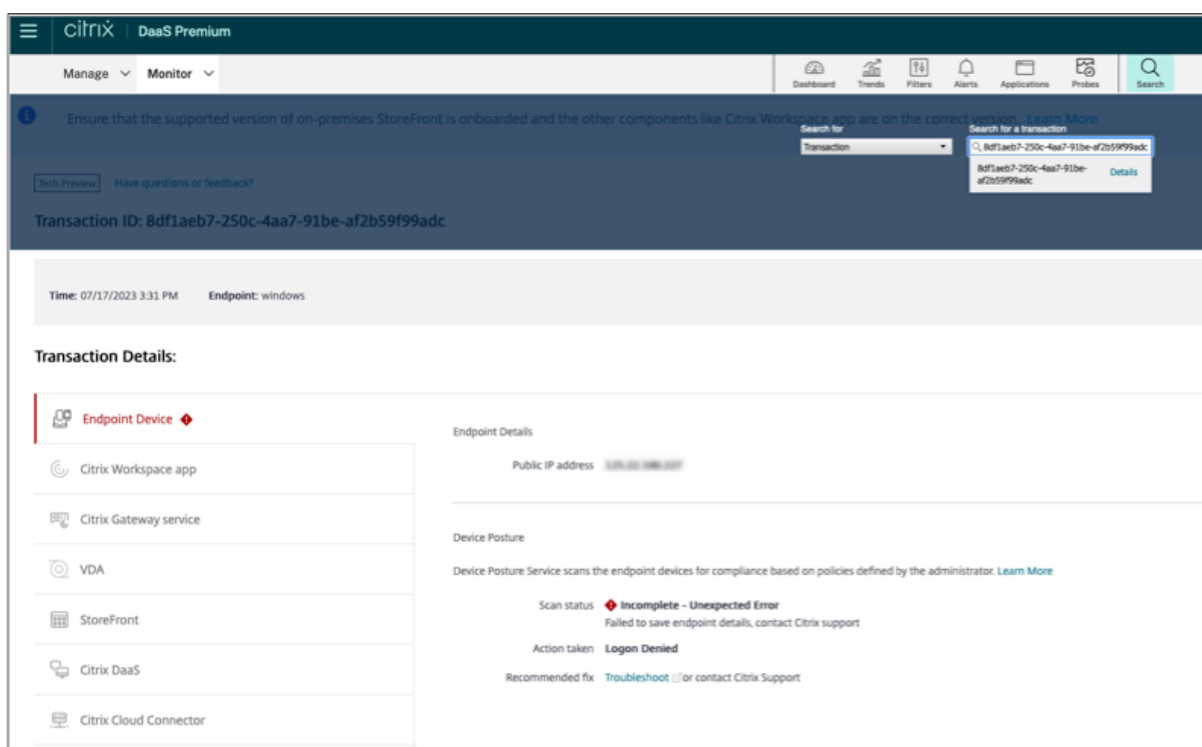 citrix DaaS Premium
Manage Monitor
Dashboard Trends Filters Alerts Applications Probes Search
Ensure that the supported version of on-premises StoreFront is onboarded and the other components like Citrix Workspace app are on the correct version. Learn More
Search for Search for a transaction
Transaction 8df1aeb7-250c-4aa7-91be-af2b59f99adc
8df1aeb7-250c-4aa7-91be- Details
af2b59f99adc
Tech Preview Have questions or feedback?
Transaction ID: 8df1aeb7-250c-4aa7-91be-af2b59f99adc
Time: 07/17/2023 3:31 PM Endpoint: windows
Transaction Details:
Endpoint Device
Citrix Workspace app
Citrix Gateway service
VDA
StoreFront
Citrix DaaS
Citrix Cloud Connector
Endpoint Details
Public IP address
Device Posture
Device Posture Service scans the endpoint devices for compliance based on policies defined by the administrator. Learn More
Scan status Incomplete - Unexpected Error
Failed to save endpoint details, contact Citrix support
Action taken Logon Denied
Recommended fix Troubleshoot or contact Citrix Support